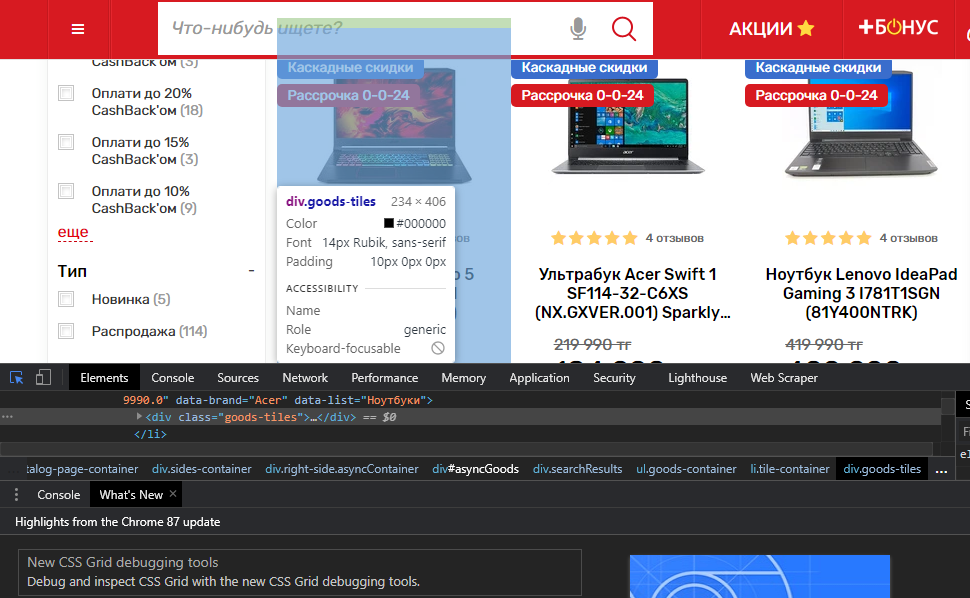 Что-нибудь ищете?
АКЦИИ
+БОНУС
CashBack'ом (3)
Оплати до 20%
CashBack'ом (18)
Оплати до 15%
CashBack'ом (3)
Оплати до 10%
CashBack'ом (9)
еще
Тип
-
Новинка (5)
Распродажа (114)
Каскадные скидки
Рассрочка 0-0-24
Каскадные скидки
Рассрочка 0-0-24
acer
4 отзывов
Ультрабук Acer Swift 1
SF114-32-C6XS
(NX.GXVER.001) Sparkly...
219 990 тг
Каскадные скидки
Рассрочка 0-0-24
4 отзывов
Ноутбук Lenovo IdeaPad
Gaming 3 I781T1SGN
(81Y400NTRK)
419 990 тг
div.goods-tiles 234 × 406
Color #000000
Font 14px Rubik, sans-serif
Padding 10px 0px 0px
ACCESSIBILITY
Name
Role generic
Keyboard-focusable
Elements Console Sources Network Performance Memory Application Security Lighthouse Web Scraper
9990.0" data-brand="Acer" data-list="Ноутбуки">
<div class="goods-tiles">…</div> == $0
</li>
talog-page-container div.sides-container div.right-side.asyncContainer div#asyncGoods div.searchResults ul.goods-container li.tile-container div.goods-tiles ...
Console What's New ×
Highlights from the Chrome 87 update
New CSS Grid debugging tools
Debug and inspect CSS Grid with the new CSS Grid debugging tools.